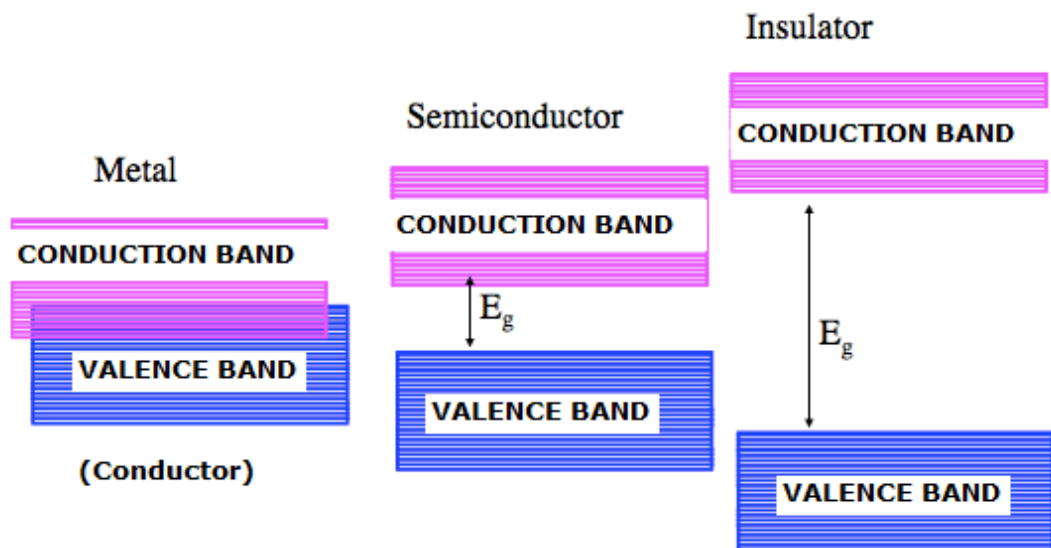 Metal
CONDUCTION BAND
VALENCE BAND
(Conductor)
Semiconductor
CONDUCTION BAND
Eg
VALENCE BAND
Insulator
CONDUCTION BAND
Eg
VALENCE BAND